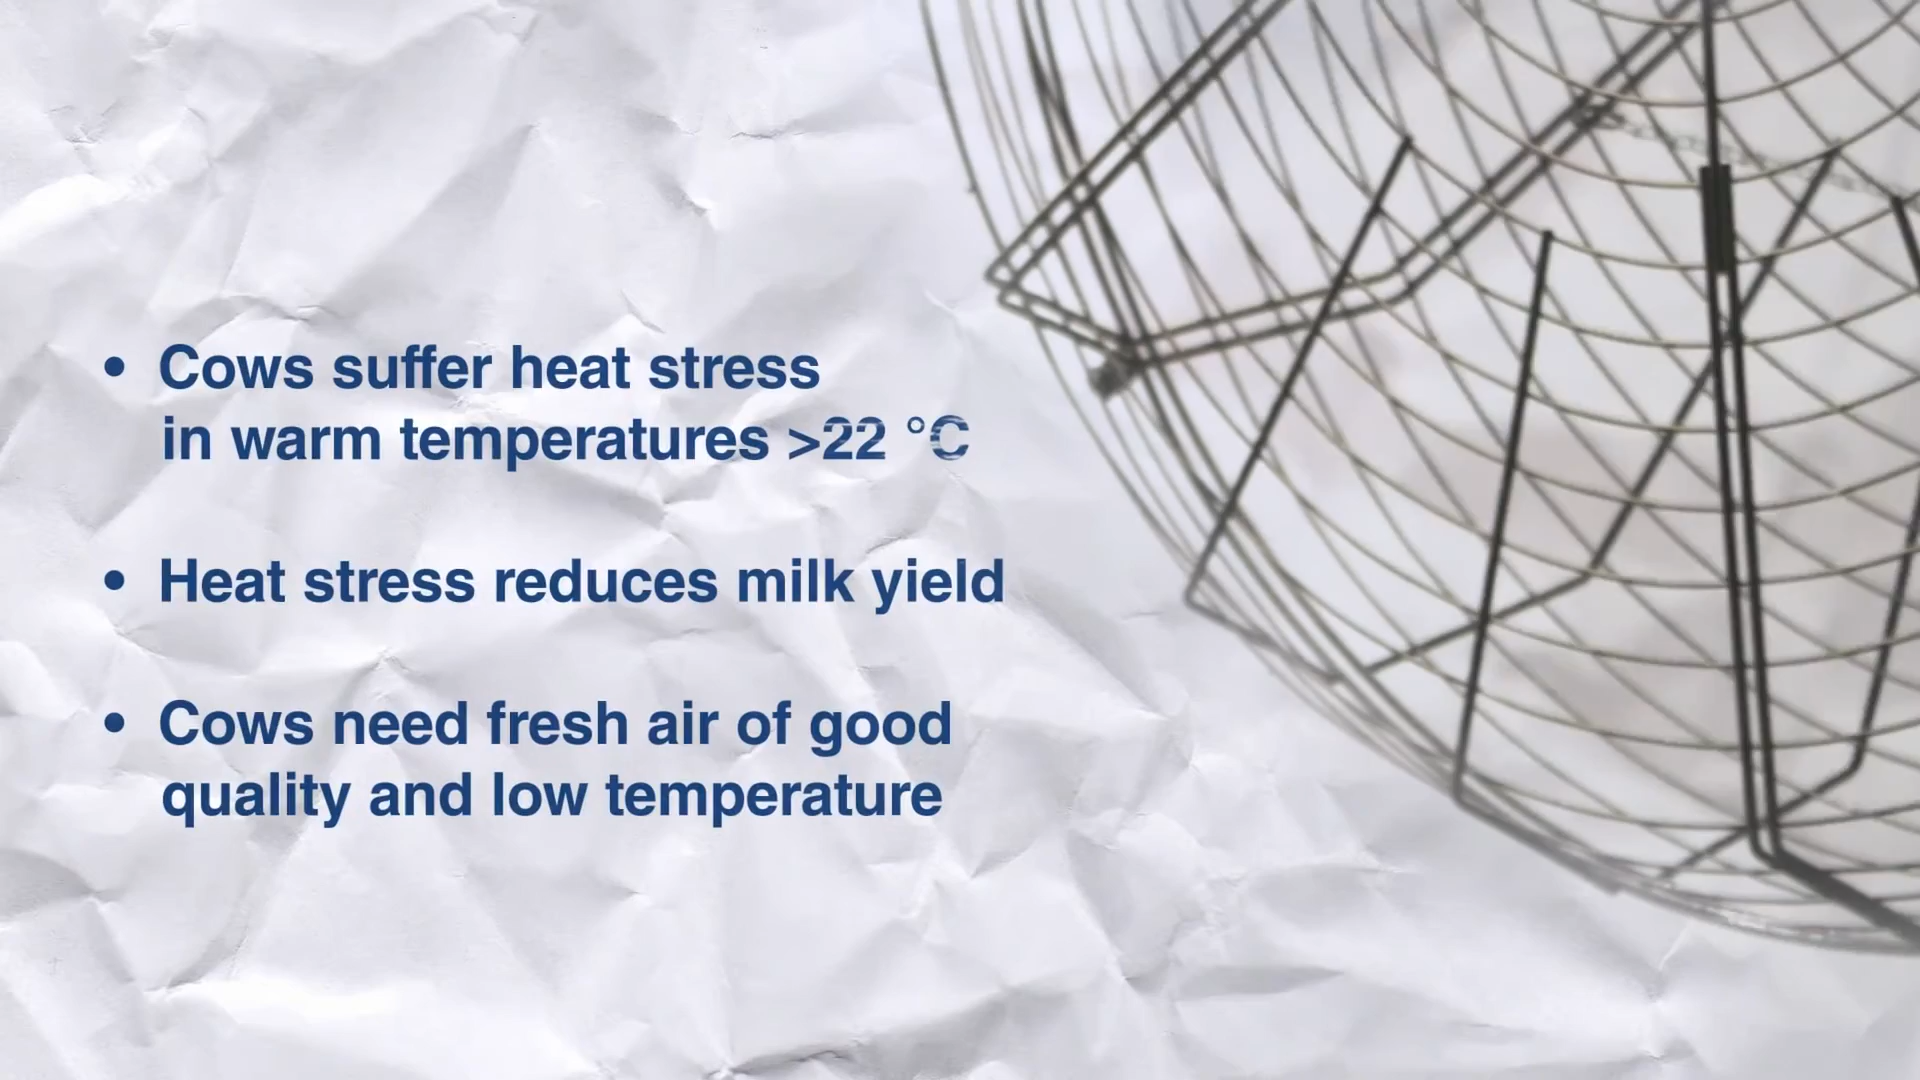 • Cows suffer heat stress
in warm temperatures >22 °C
• Heat stress reduces milk yield
• Cows need fresh air of good
quality and low temperature